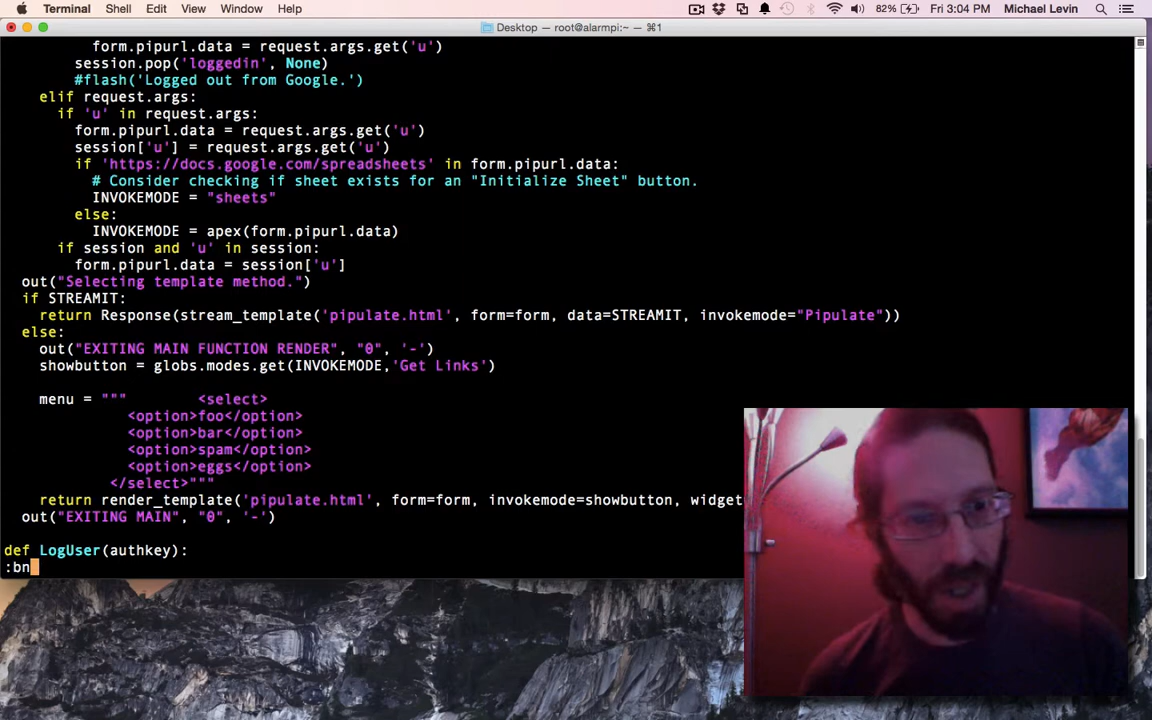 Terminal Shell Edit View Window Help 82% Fri 3:04 PM Michael Levin
Desktop — root@alarmpi:~ — ⌘1
form.pipurl.data = request.args.get('u')
session.pop('loggedin', None)
#flash('Logged out from Google.')
elif request.args:
if 'u' in request.args:
form.pipurl.data = request.args.get('u')
session['u'] = request.args.get('u')
if 'https://docs.google.com/spreadsheets' in form.pipurl.data:
# Consider checking if sheet exists for an "Initialize Sheet" button.
INVOKEMODE = "sheets"
else:
INVOKEMODE = apex(form.pipurl.data)
if session and 'u' in session:
form.pipurl.data = session['u']
out("Selecting template method.")
if STREAMIT:
return Response(stream_template('pipulate.html', form=form, data=STREAMIT, invokemode="Pipulate"))
else:
out("EXITING MAIN FUNCTION RENDER", "0", '-')
showbutton = globs.modes.get(INVOKEMODE,'Get Links')
menu = """ <select>
<option>foo</option>
<option>bar</option>
<option>spam</option>
<option>eggs</option>
</select>"""
return render_template('pipulate.html', form=form, invokemode=showbutton, widget
out("EXITING MAIN", "0", '-')
def LogUser(authkey):
:bn